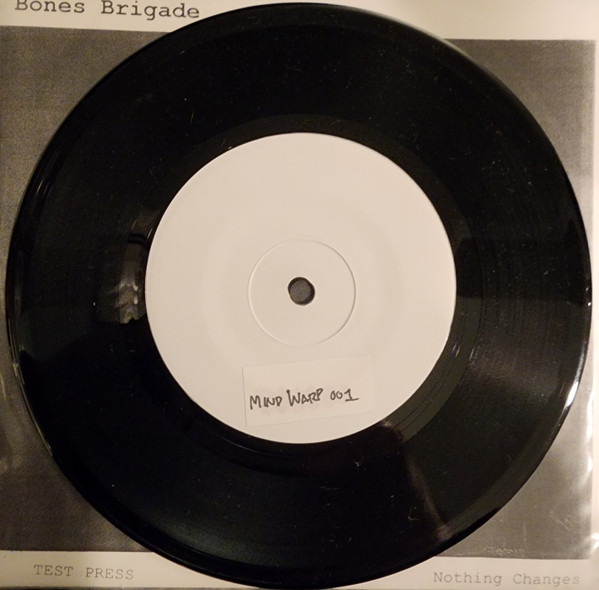 Bones Brigade
MIND WARP 001
TEST PRESS
Nothing Changes